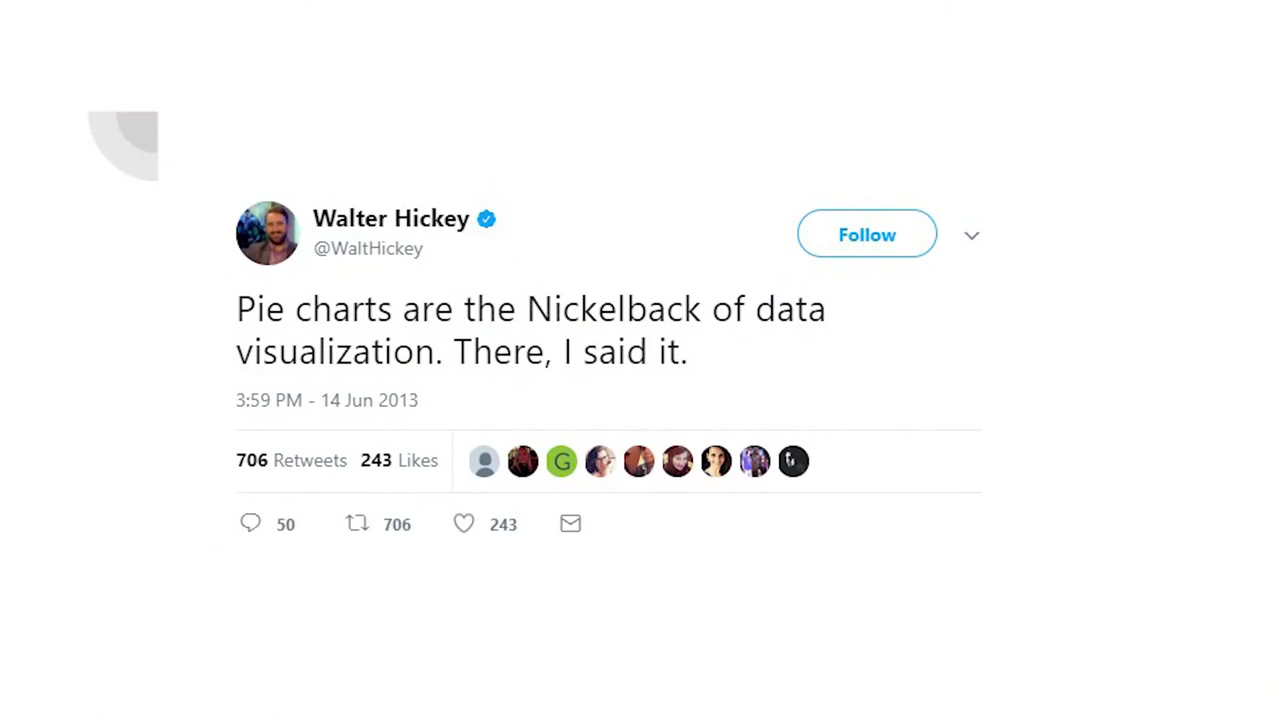 Walter Hickey
@WaltHickey
Follow
Pie charts are the Nickelback of data
visualization. There, I said it.
3:59 PM - 14 Jun 2013
706 Retweets 243 Likes
G
50 706 243